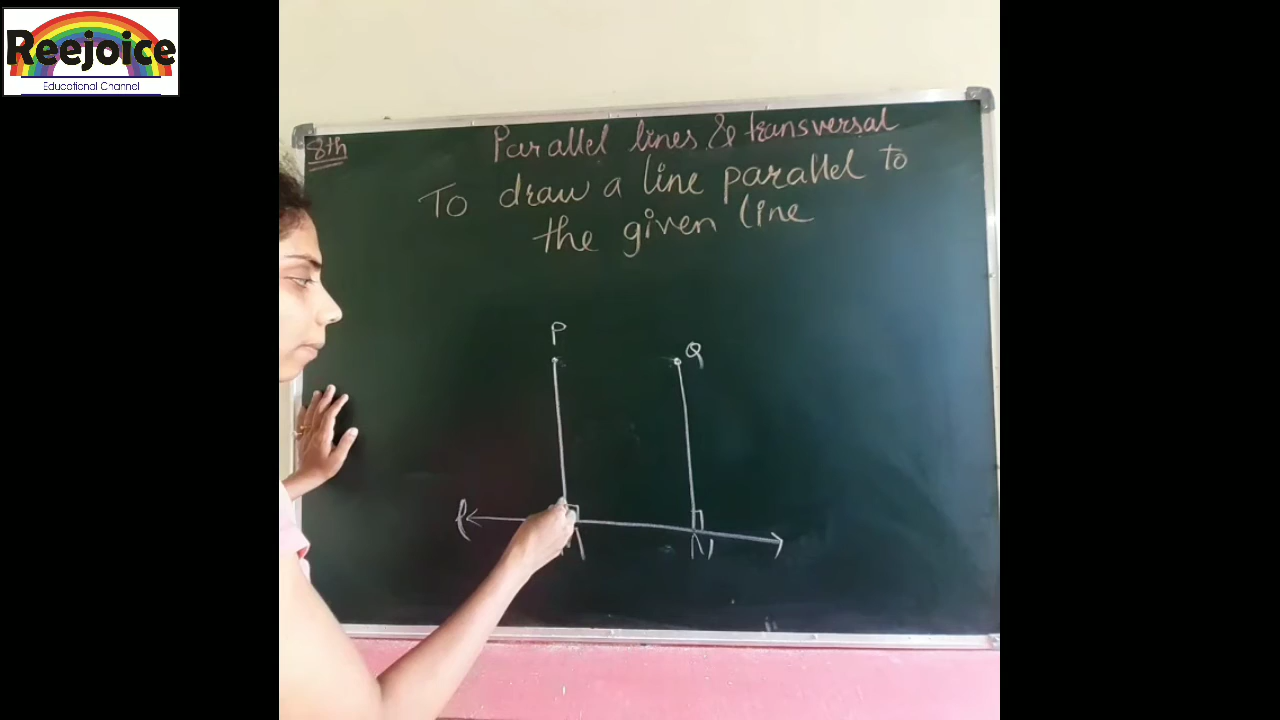 Reejoice
Educational Channel
8th
Parallel lines & transversal
To draw a line parallel to
the given line
P
Q
l